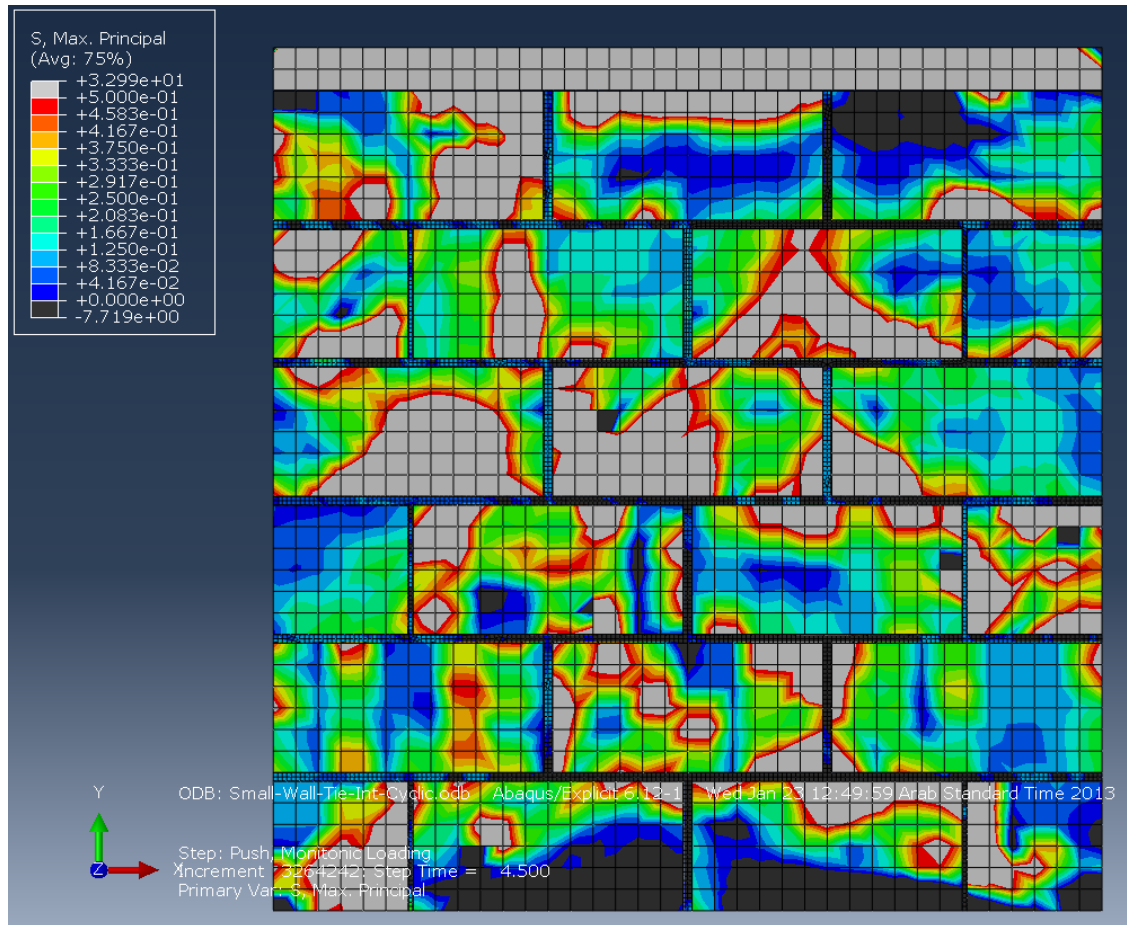 S, Max. Principal
(Avg: 75%)
+3.299e+01
+5.000e-01
+4.583e-01
+4.167e-01
+3.750e-01
+3.333e-01
+2.917e-01
+2.500e-01
+2.083e-01
+1.667e-01
+1.250e-01
+8.333e-02
+4.167e-02
+0.000e+00
-7.719e+00
Y
Z
X
ODB: Small-Wall-Tie-Int-Cyclic.odb Abaqus/Explicit 6.12-1 Wed Jan 23 12:49:59 Arab Standard Time 2013
Step: Push, Monitonic Loading
Increment 3264242: Step Time = 4.500
Primary Var: S, Max. Principal